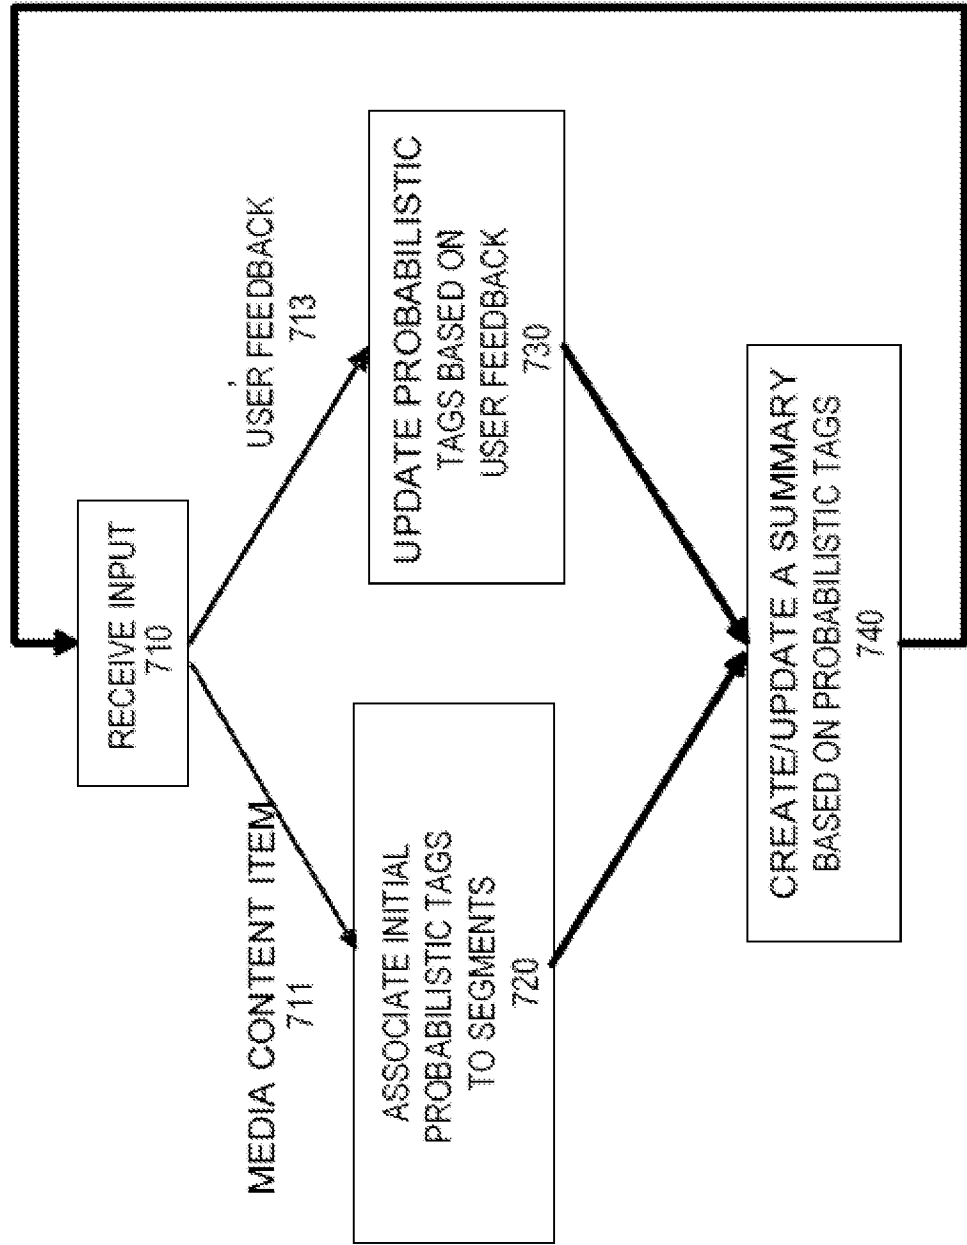 RECEIVE INPUT
710
MEDIA CONTENT ITEM
711
USER FEEDBACK
713
ASSOCIATE INITIAL
PROBABILISTIC TAGS
TO SEGMENTS
720
UPDATE PROBABILISTIC
TAGS BASED ON
USER FEEDBACK
730
CREATE/UPDATE A SUMMARY
BASED ON PROBABILISTIC TAGS
740